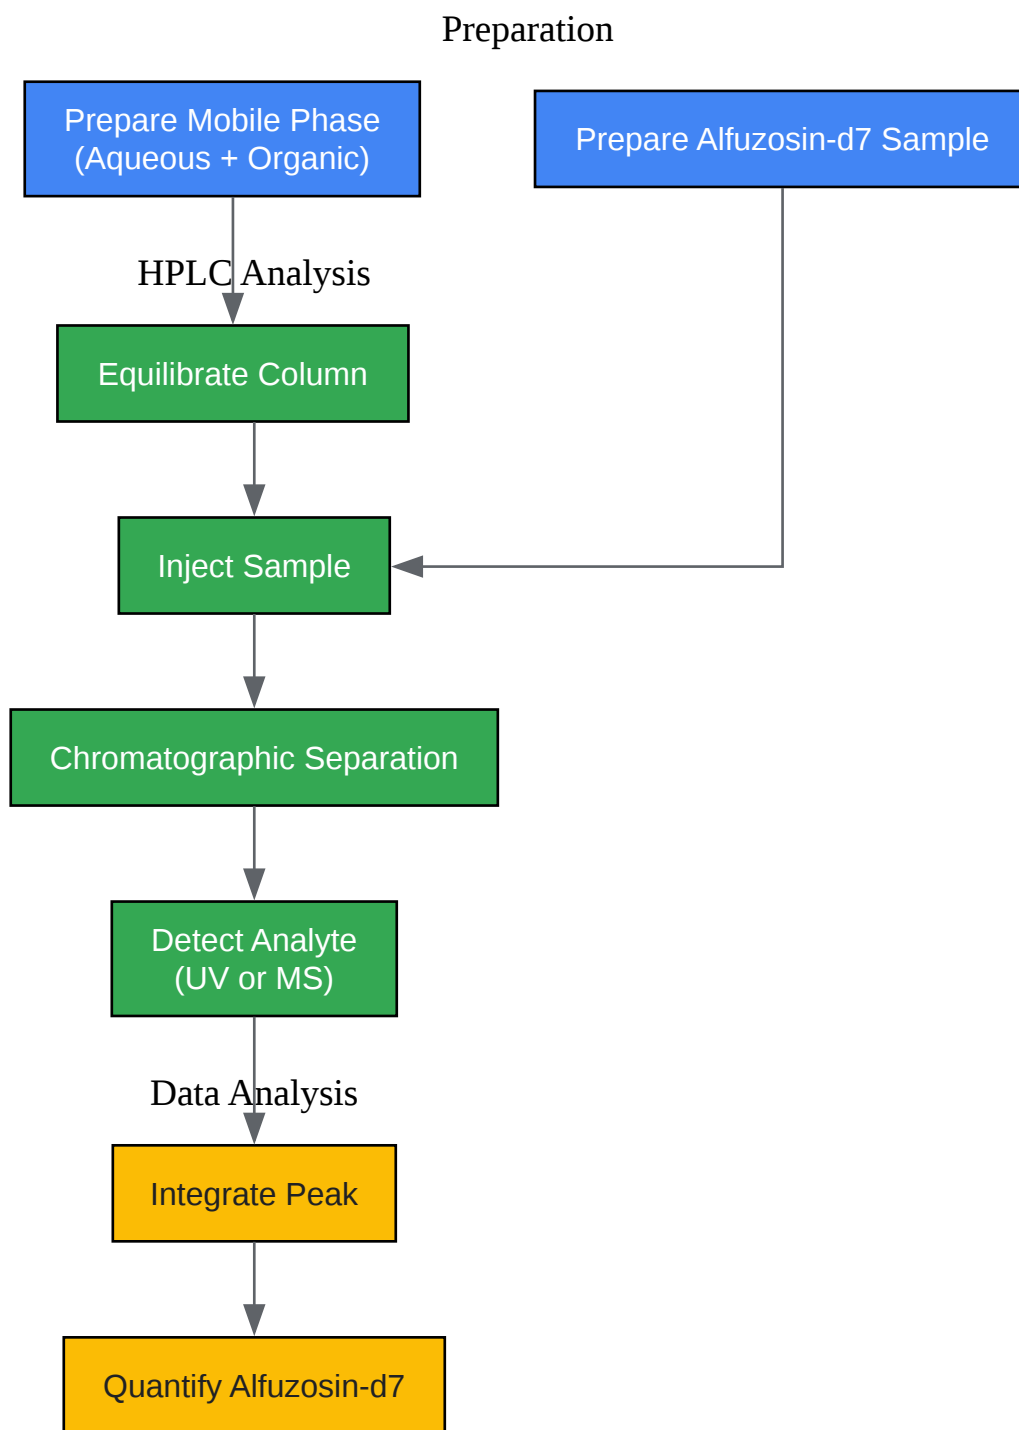 Preparation
Prepare Mobile Phase
(Aqueous + Organic)
Prepare Alfuzosin-d7 Sample
HPLC Analysis
Equilibrate Column
Inject Sample
Chromatographic Separation
Detect Analyte
(UV or MS)
Data Analysis
Integrate Peak
Quantify Alfuzosin-d7